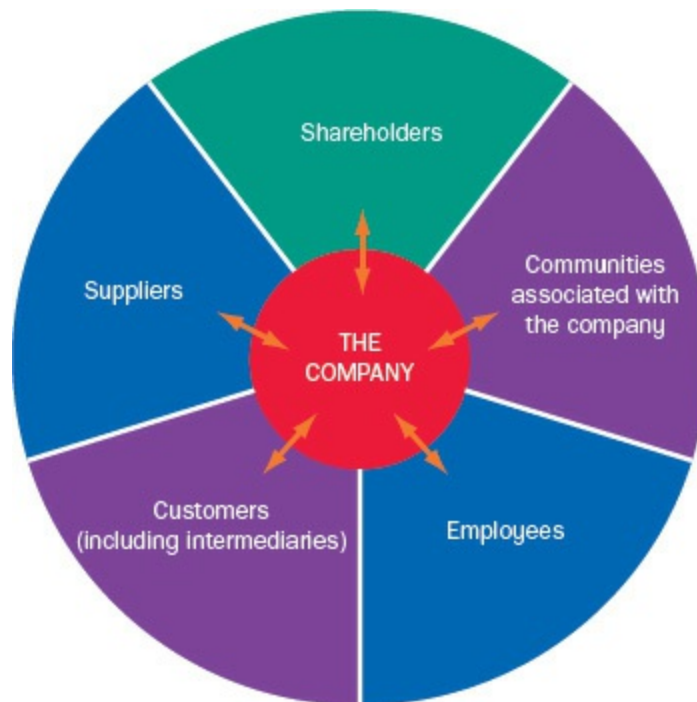 Shareholders
Communities
associated with
the company
Suppliers
THE
COMPANY
Customers
(including intermediaries)
Employees